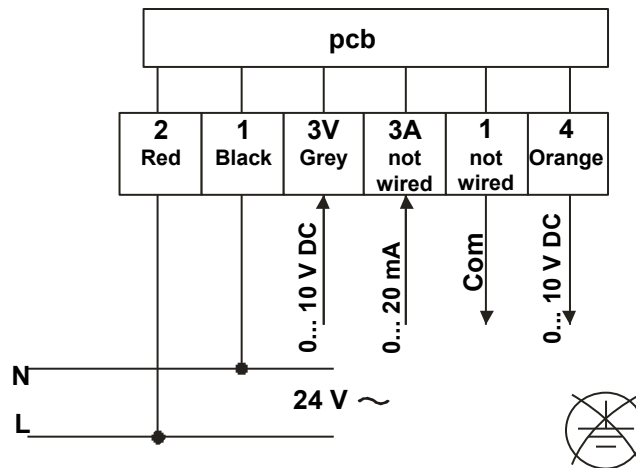 pcb
2
Red
1
Black
3V
Grey
3A
not
wired
1
not
wired
4
Orange
0... 10 V DC
0... 20 mA
Com
0... 10 V DC
N
24 V ~
L